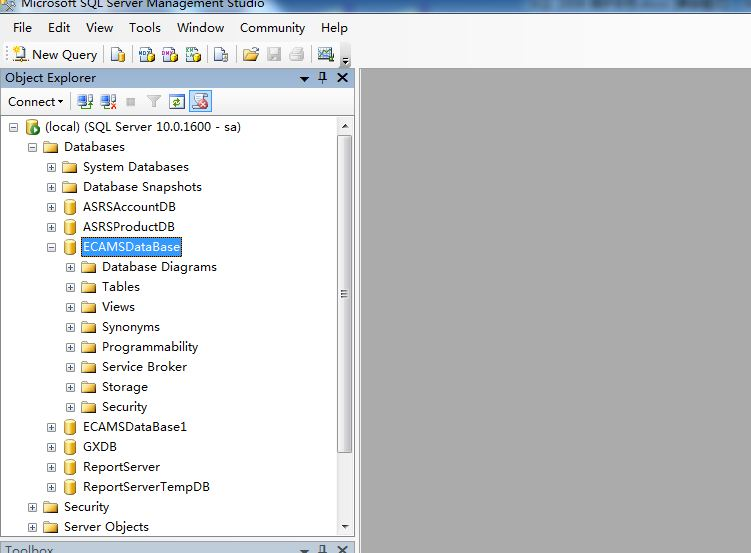 Microsoft SQL Server Management Studio
File Edit View Tools Window Community Help
New Query
Object Explorer
Connect
(local) (SQL Server 10.0.1600 - sa)
Databases
System Databases
Database Snapshots
ASRSAccountDB
ASRSProductDB
ECAMSDataBase
Database Diagrams
Tables
Views
Synonyms
Programmability
Service Broker
Storage
Security
ECAMSDataBase1
GXDB
ReportServer
ReportServerTempDB
Security
Server Objects
Toolbox